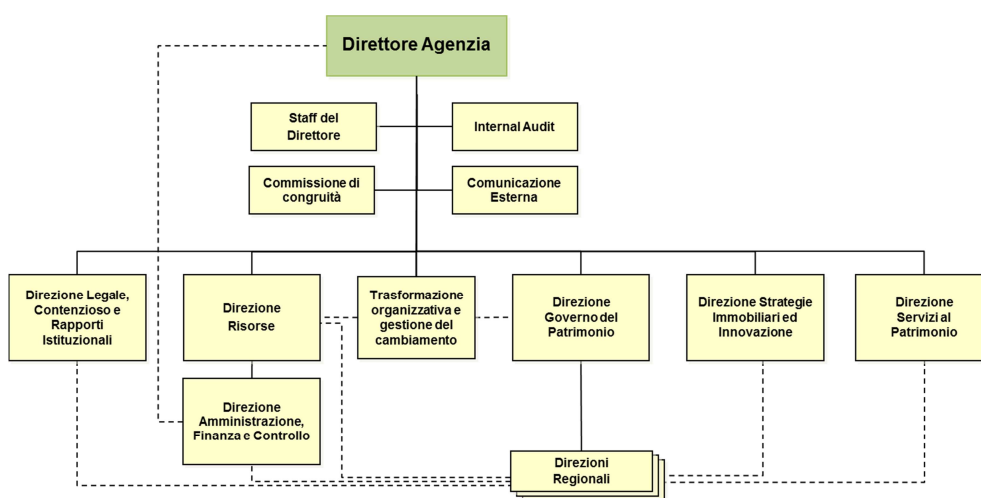 Direttore Agenzia
Staff del
Direttore
Internal Audit
Commissione di
congruità
Comunicazione
Esterna
Direzione Legale,
Contenzioso e
Rapporti
Istituzionali
Direzione
Risorse
Trasformazione
organizzativa e
gestione del
cambiamento
Direzione
Governo del
Patrimonio
Direzione Strategie
Immobiliari ed
Innovazione
Direzione
Servizi al
Patrimonio
Direzione
Amministrazione,
Finanza e Controllo
Direzioni
Regionali